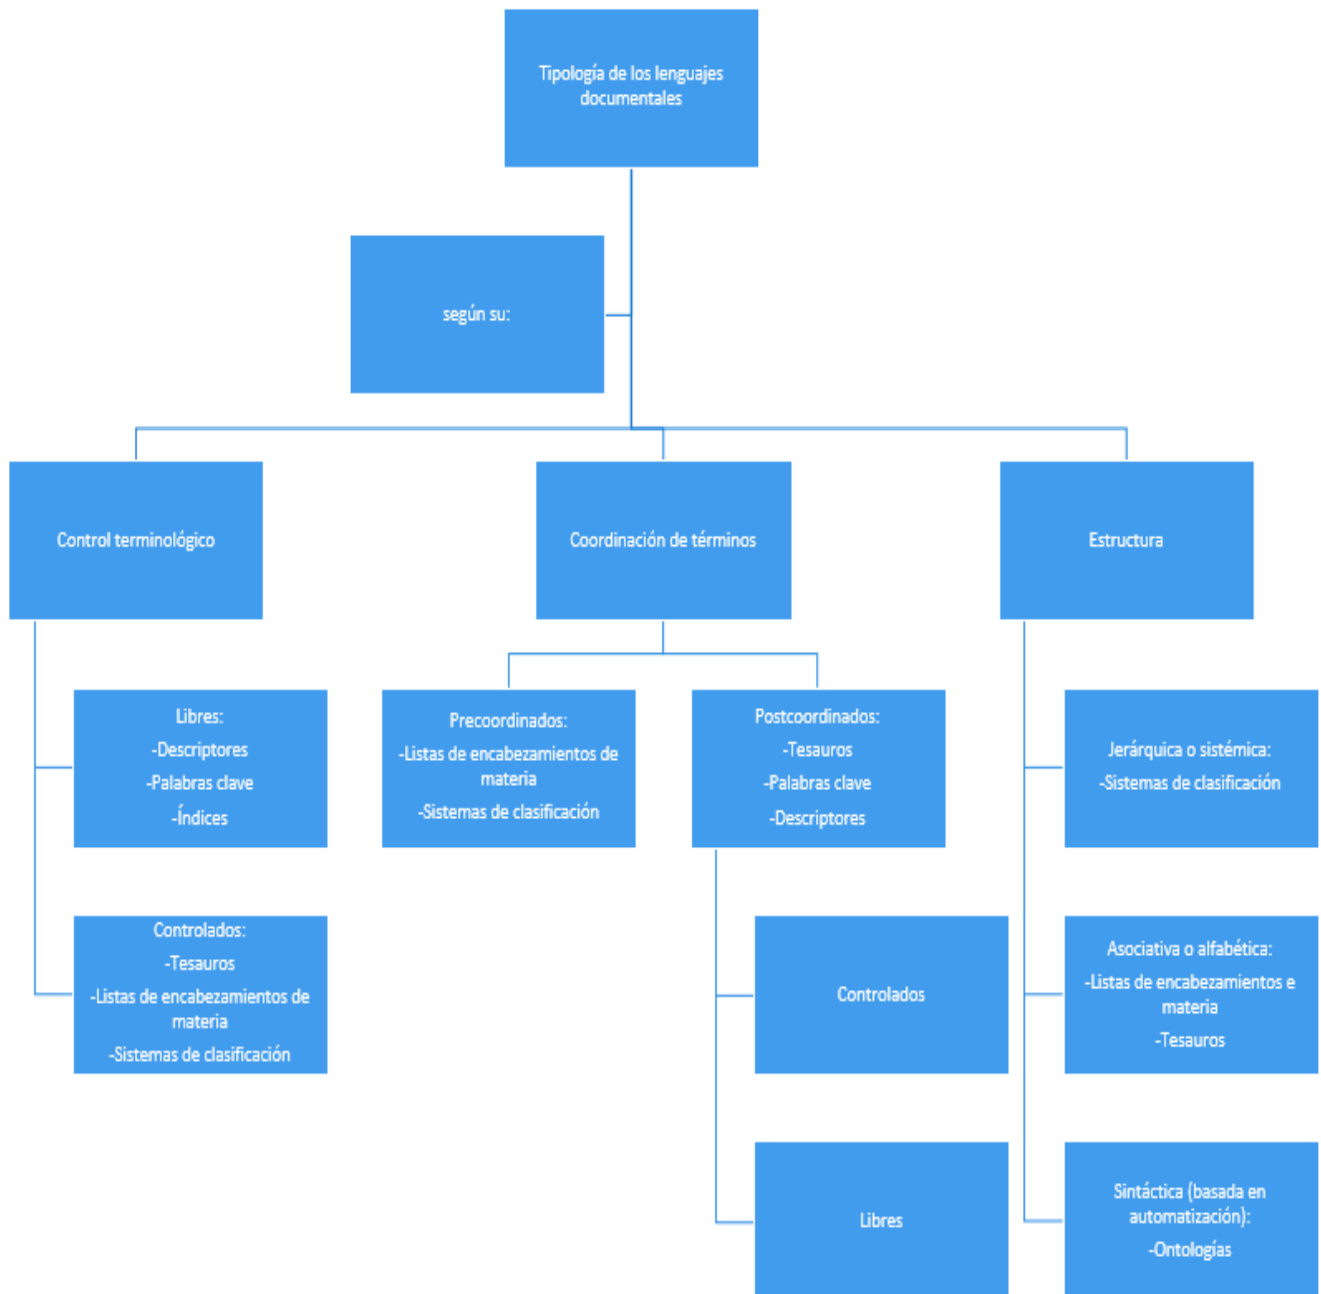 Tipología de los lenguajes
documentales
según su:
Control terminológico
Coordinación de términos
Estructura
Libres:
-Descriptores
-Palabras clave
-Índices
Precoordinados:
-Listas de encabezamientos de
materia
-Sistemas de clasificación
Postcoordinados:
-Tesauros
-Palabras clave
-Descriptores
Jerárquica o sistémica:
-Sistemas de clasificación
Controlados:
-Tesauros
-Listas de encabezamientos de
materia
-Sistemas de clasificación
Controlados
Asociativa o alfabética:
-Listas de encabezamientos e
materia
-Tesauros
Libres
Sintáctica (basada en
automatización):
-Ontologías